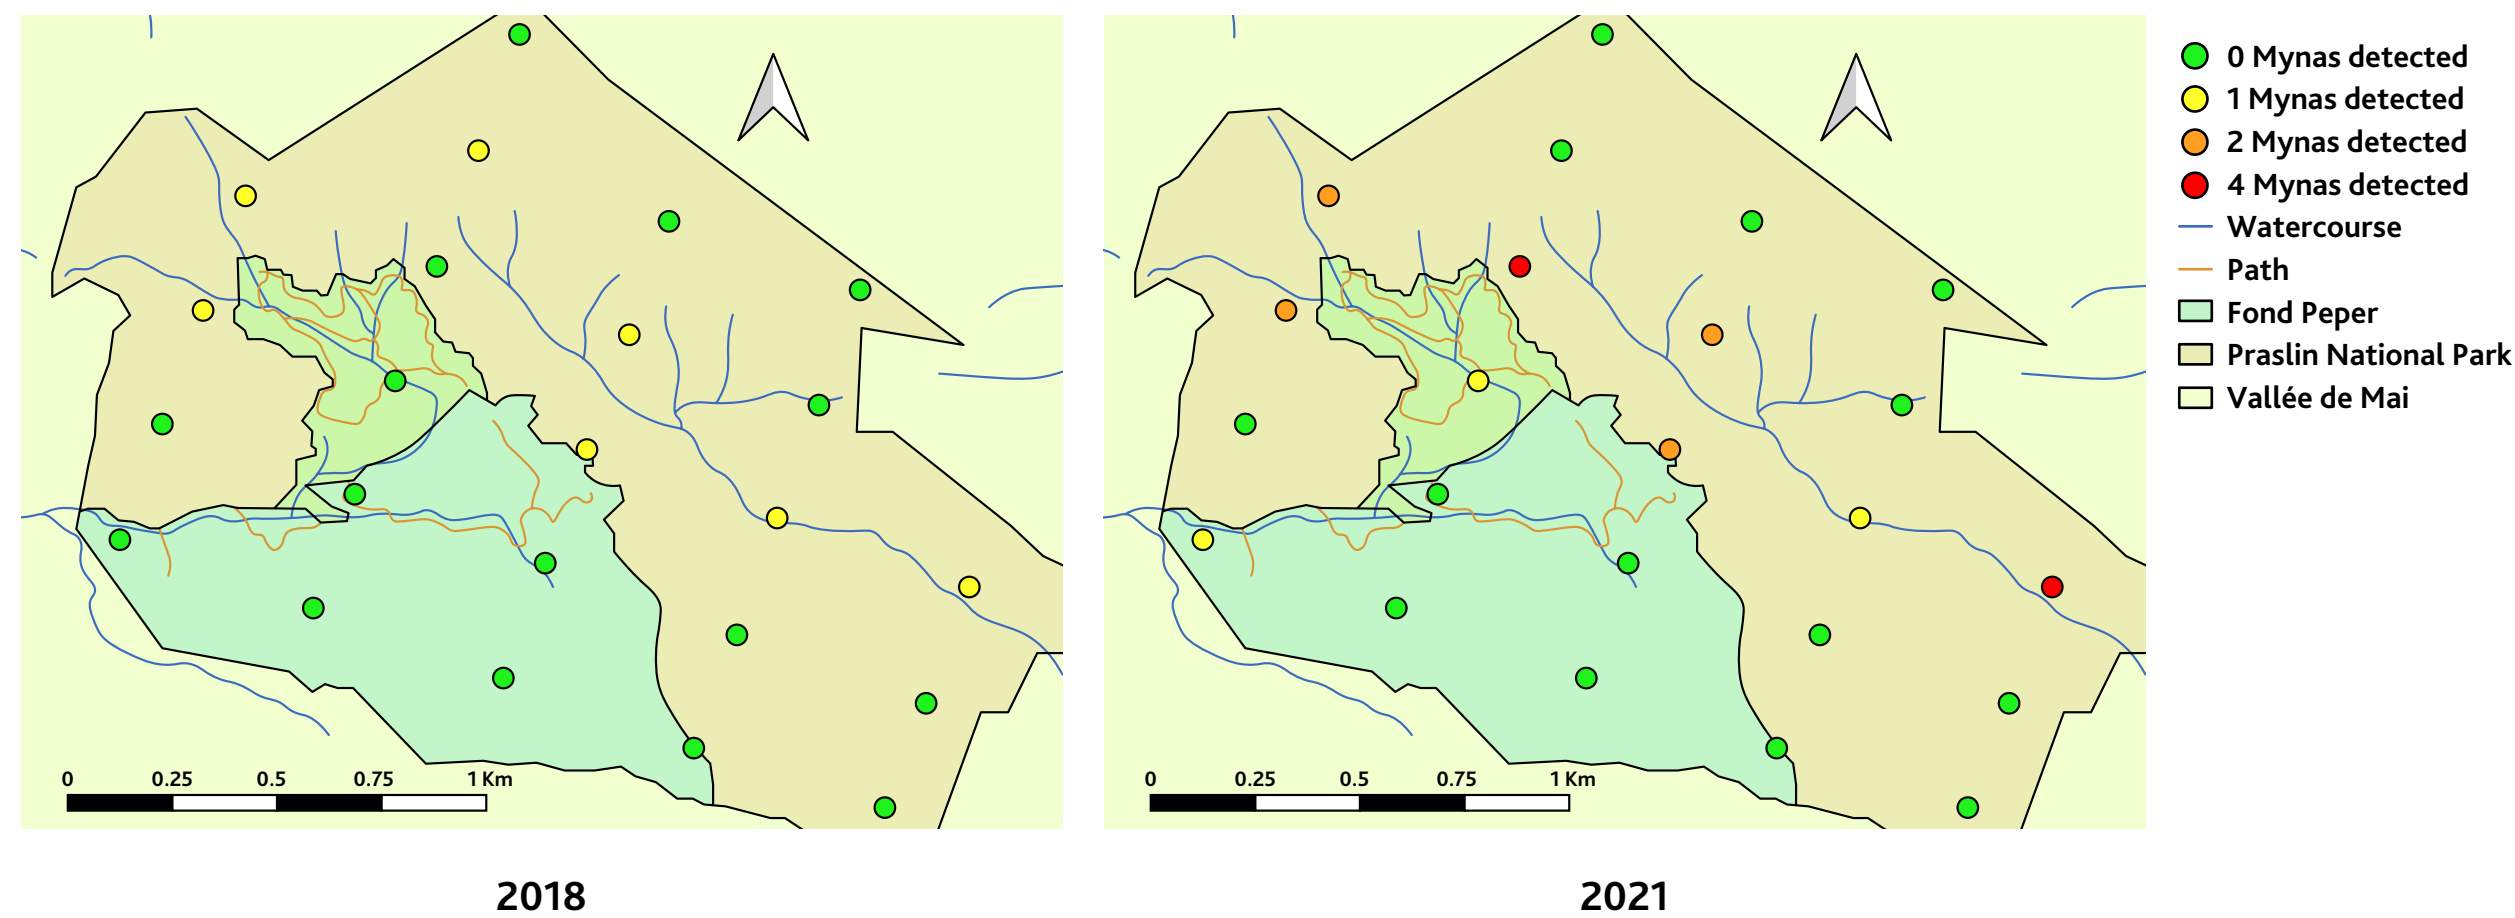 0 Mynas detected
1 Mynas detected
2 Mynas detected
4 Mynas detected
Watercourse
Path
Fond Peper
Praslin National Park
Vallée de Mai
0 0.25 0.5 0.75 1 Km
0 0.25 0.5 0.75 1 Km
2018
2021